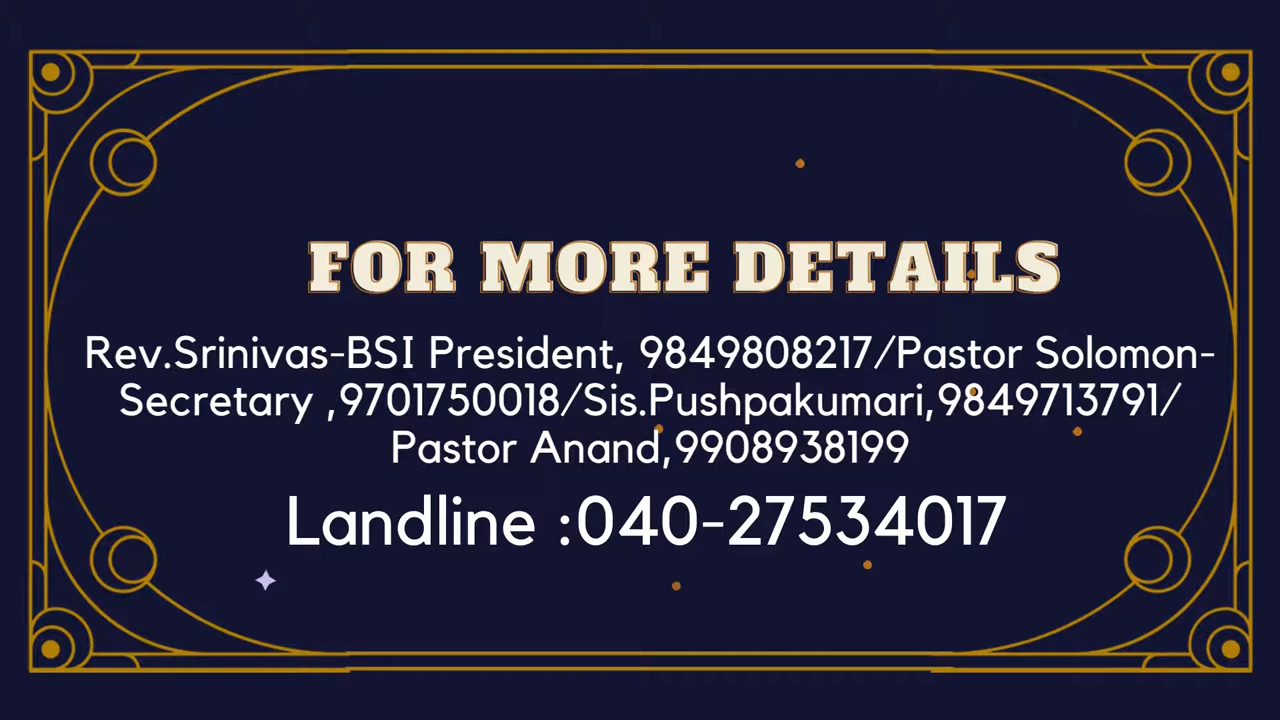 FOR MORE DETAILS
Rev.Srinivas-BSI President, 9849808217/Pastor Solomon-
Secretary ,9701750018/Sis.Pushpakumari,9849713791/
Pastor Anand,9908938199
Landline :040-27534017